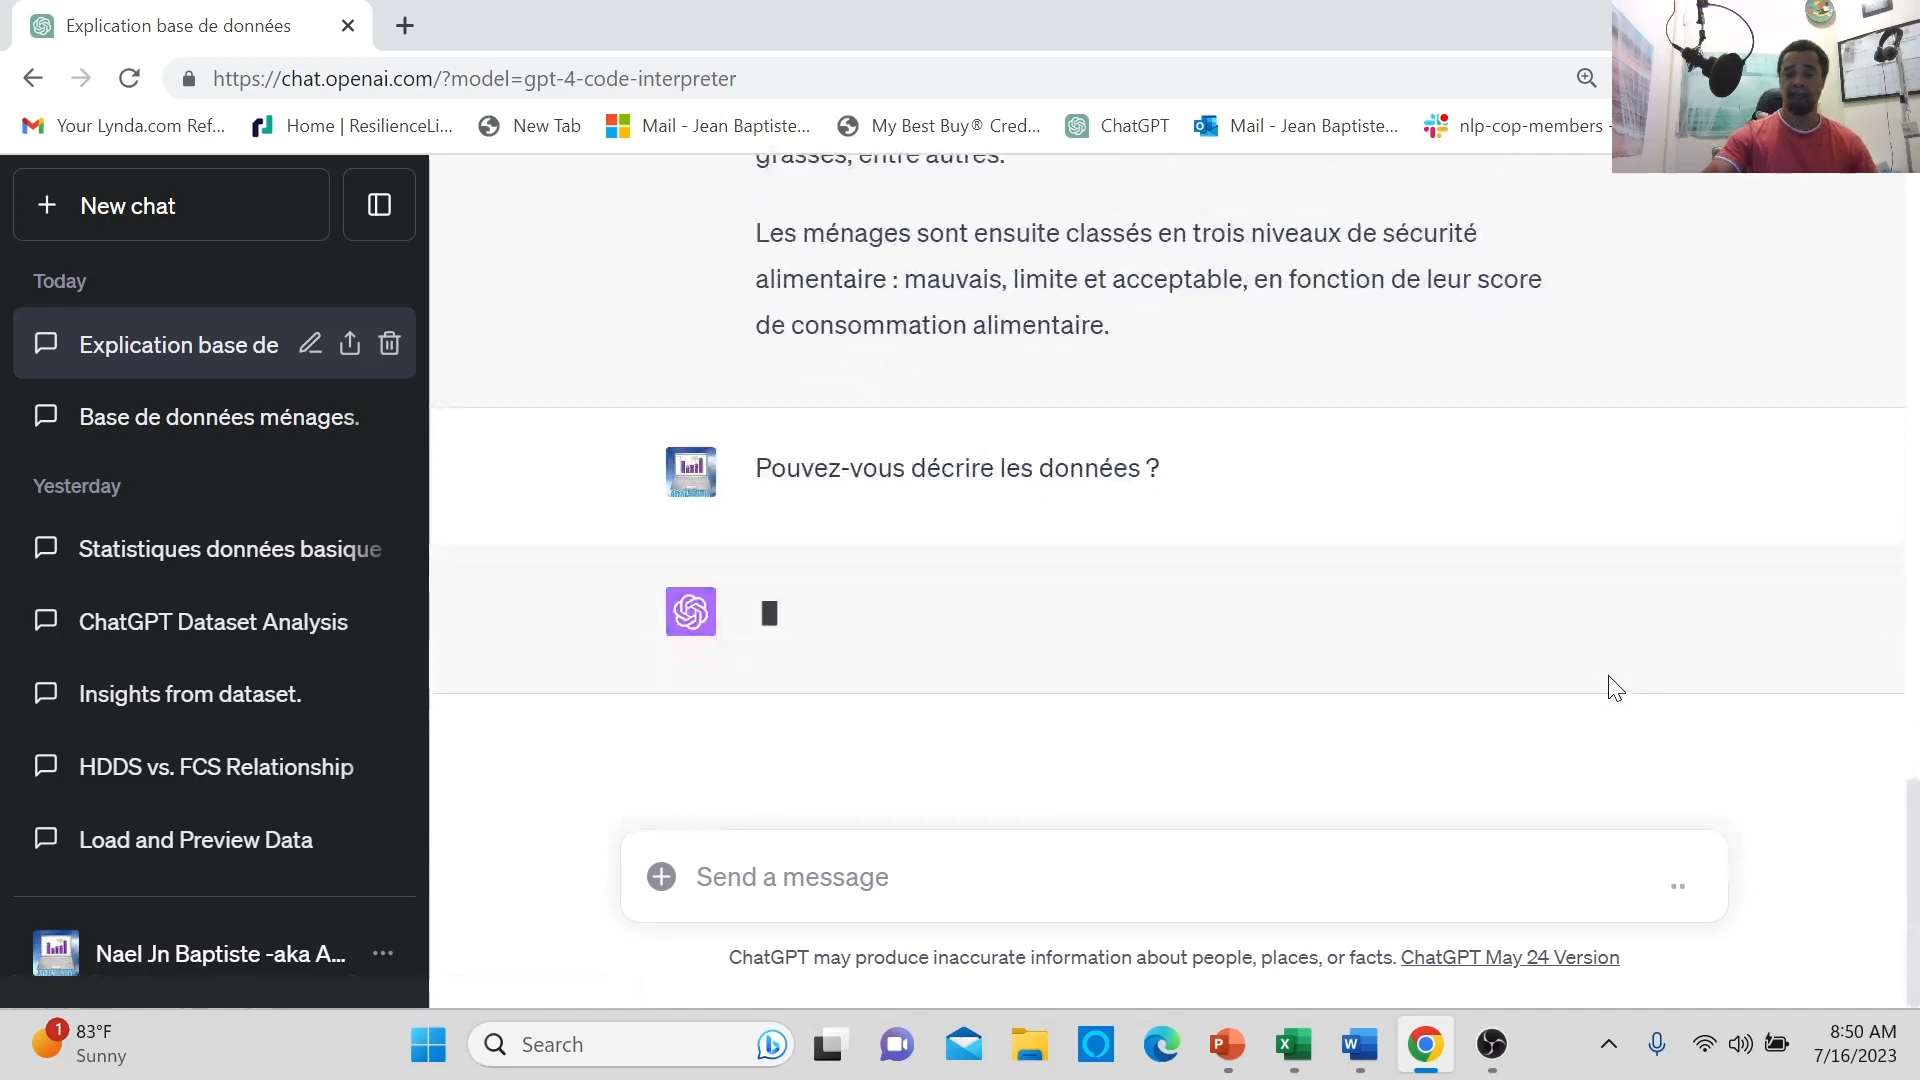 Explication base de données
https://chat.openai.com/?model=gpt-4-code-interpreter
Your Lynda.com Ref...
Home | ResilienceLi...
New Tab
Mail - Jean Baptiste...
My Best Buy® Cred...
ChatGPT
Mail - Jean Baptiste...
nlp-cop-members -
New chat
Today
Explication base de
Base de données ménages.
Yesterday
Statistiques données basique
ChatGPT Dataset Analysis
Insights from dataset.
HDDS vs. FCS Relationship
Load and Preview Data
Nael Jn Baptiste -aka A...
grasses, entre autres.
Les ménages sont ensuite classés en trois niveaux de sécurité
alimentaire : mauvais, limite et acceptable, en fonction de leur score
de consommation alimentaire.
Pouvez-vous décrire les données ?
Send a message
ChatGPT may produce inaccurate information about people, places, or facts. ChatGPT May 24 Version
1
83°F
Sunny
Search
P
X
W
8:50 AM
7/16/2023